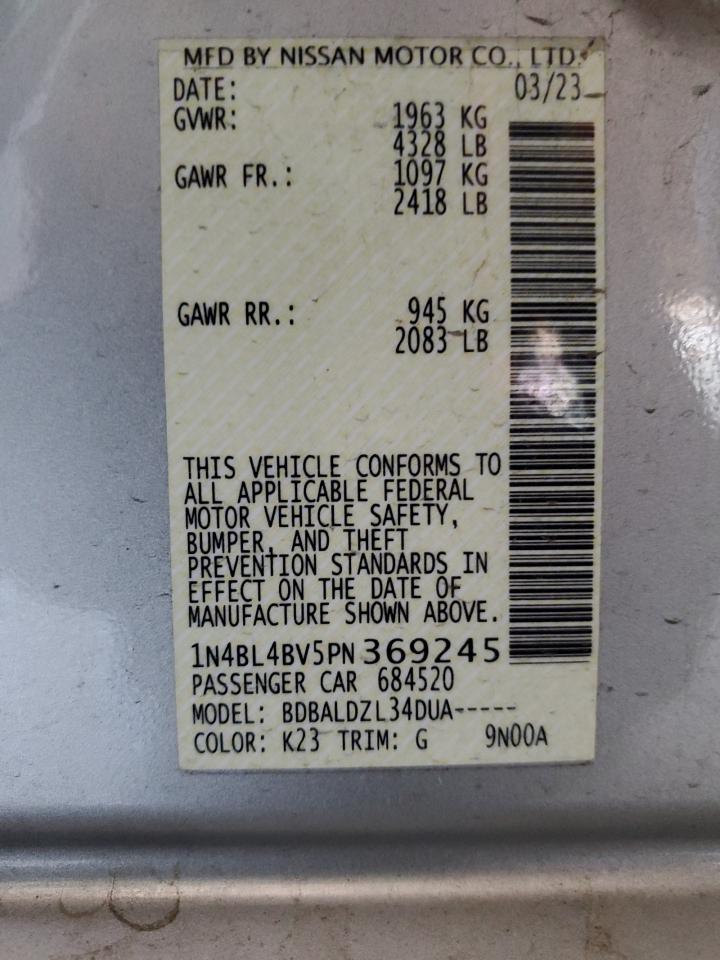 MFD BY NISSAN MOTOR CO., LTD.
DATE: 03/23
GVWR: 1963 KG
4328 LB
GAWR FR.: 1097 KG
2418 LB
GAWR RR.: 945 KG
2083 LB
THIS VEHICLE CONFORMS TO
ALL APPLICABLE FEDERAL
MOTOR VEHICLE SAFETY,
BUMPER, AND THEFT
PREVENTION STANDARDS IN
EFFECT ON THE DATE OF
MANUFACTURE SHOWN ABOVE.
1N4BL4BV5PN369245
PASSENGER CAR 684520
MODEL: BDBALDZL34DUA-----
COLOR: K23 TRIM: G 9N00A